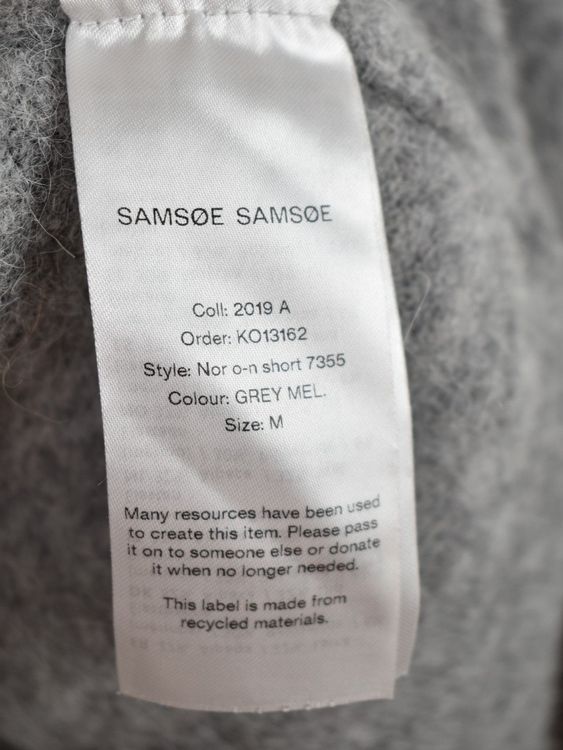 SAMSØE SAMSØE
Coll: 2019 A
Order: KO13162
Style: Nor o-n short 7355
Colour: GREY MEL.
Size: M
Many resources have been used
to create this item. Please pass
it on to someone else or donate
it when no longer needed.
This label is made from
recycled materials.